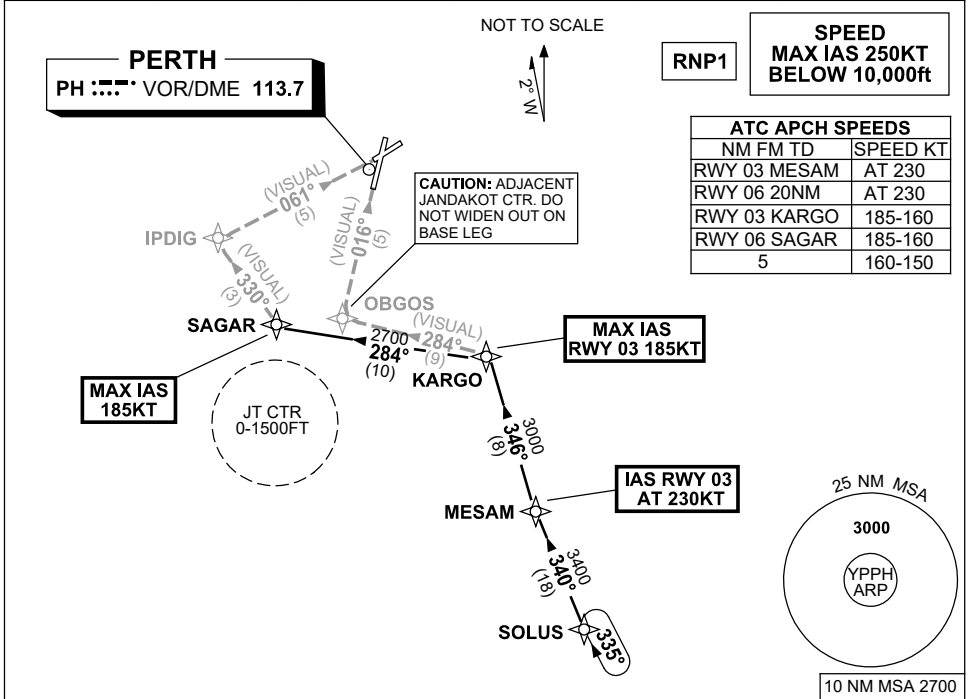 NOT TO SCALE
2° W
PERTH
PH VOR/DME 113.7
RNP1
SPEED
MAX IAS 250KT
BELOW 10,000ft
ATC APCH SPEEDS
NM FM TD SPEED KT
RWY 03 MESAM AT 230
RWY 06 20NM AT 230
RWY 03 KARGO 185-160
RWY 06 SAGAR 185-160
5 160-150
CAUTION: ADJACENT
JANDAKOT CTR. DO
NOT WIDEN OUT ON
BASE LEG
(VISUAL)
061°
(5)
(VISUAL)
016°
(5)
IPDIG
(VISUAL)
330°
(3)
OBGOS
(VISUAL)
284°
(9)
SAGAR
2700
284°
(10)
KARGO
MAX IAS
RWY 03 185KT
MAX IAS
185KT
JT CTR
0-1500FT
3000
346°
(8)
IAS RWY 03
AT 230KT
MESAM
3400
340°
(18)
SOLUS
335°
25 NM MSA
3000
YPPH
ARP
10 NM MSA 2700